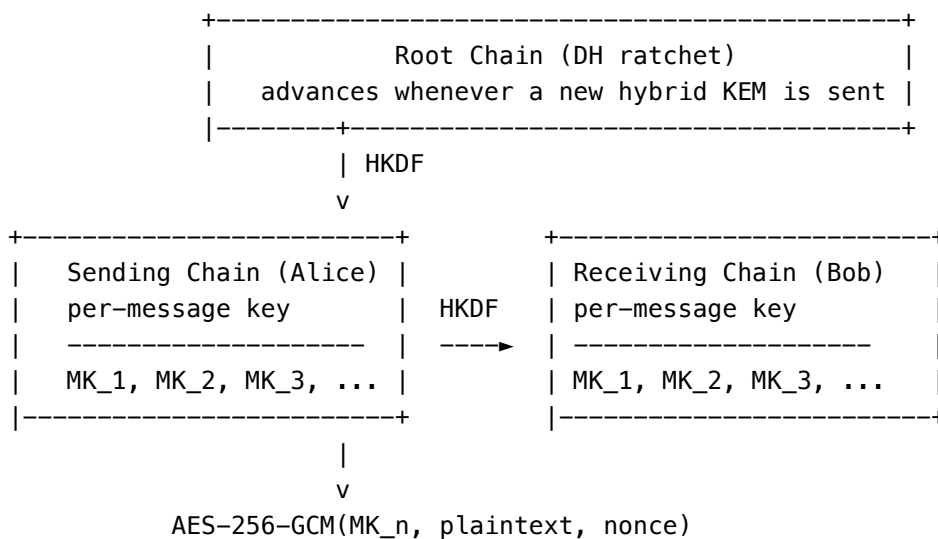 Root Chain (DH ratchet)
advances whenever a new hybrid KEM is sent
HKDF
v
Sending Chain (Alice)
per-message key
MK_1, MK_2, MK_3, ...
HKDF
Receiving Chain (Bob)
per-message key
MK_1, MK_2, MK_3, ...
v
AES-256-GCM(MK_n, plaintext, nonce)